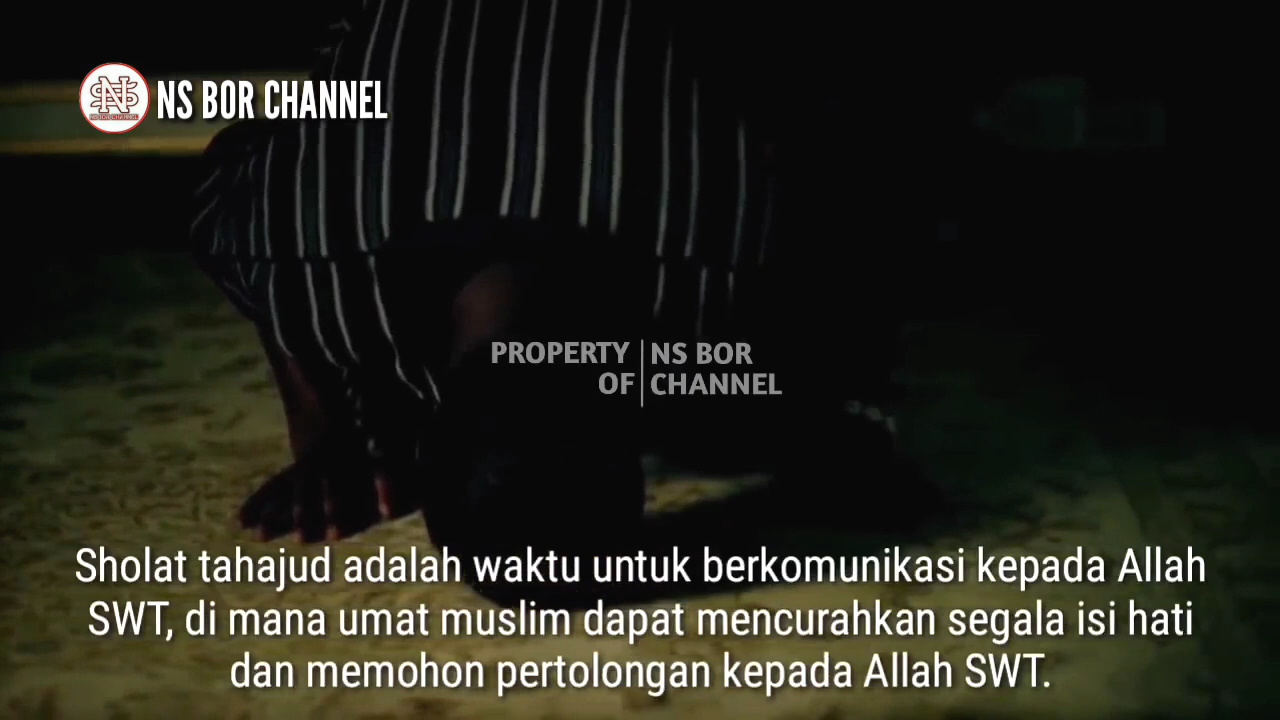 NS BOR CHANNEL
PROPERTY OF NS BOR CHANNEL
Sholat tahajud adalah waktu untuk berkomunikasi kepada Allah
SWT, di mana umat muslim dapat mencurahkan segala isi hati
dan memohon pertolongan kepada Allah SWT.